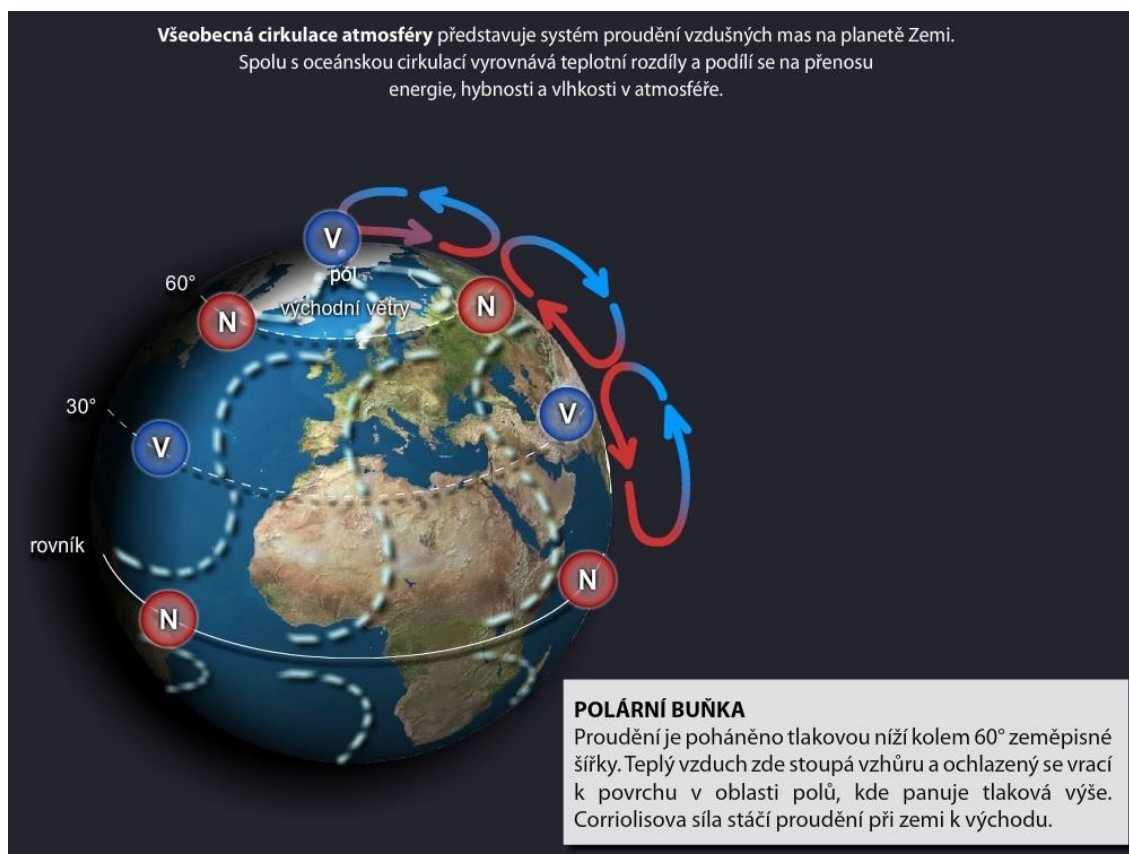 Všeobecná cirkulace atmosféry představuje systém proudění vzdušných mas na planetě Zemi.
Spolu s oceánskou cirkulací vyrovnává teplotní rozdíly a podílí se na přenosu
energie, hybnosti a vlhkosti v atmosféře.
V
pól
60°
východní větry
N
N
30°
V
V
rovník
N
N
POLÁRNÍ BUŇKA
Proudění je poháněno tlakovou níží kolem 60° zeměpisné
šířky. Teplý vzduch zde stoupá vzhůru a ochlazený se vrací
k povrchu v oblasti polů, kde panuje tlaková výše.
Corriolisova síla stáčí proudění při zemi k východu.